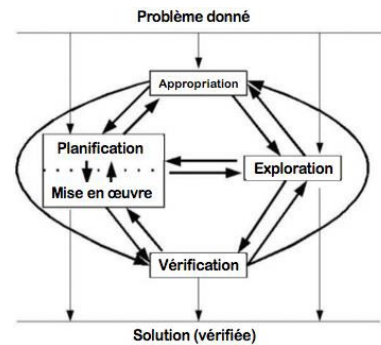 Problème donné
Appropriation
Planification
Exploration
Mise en œuvre
Vérification
Solution (vérifiée)